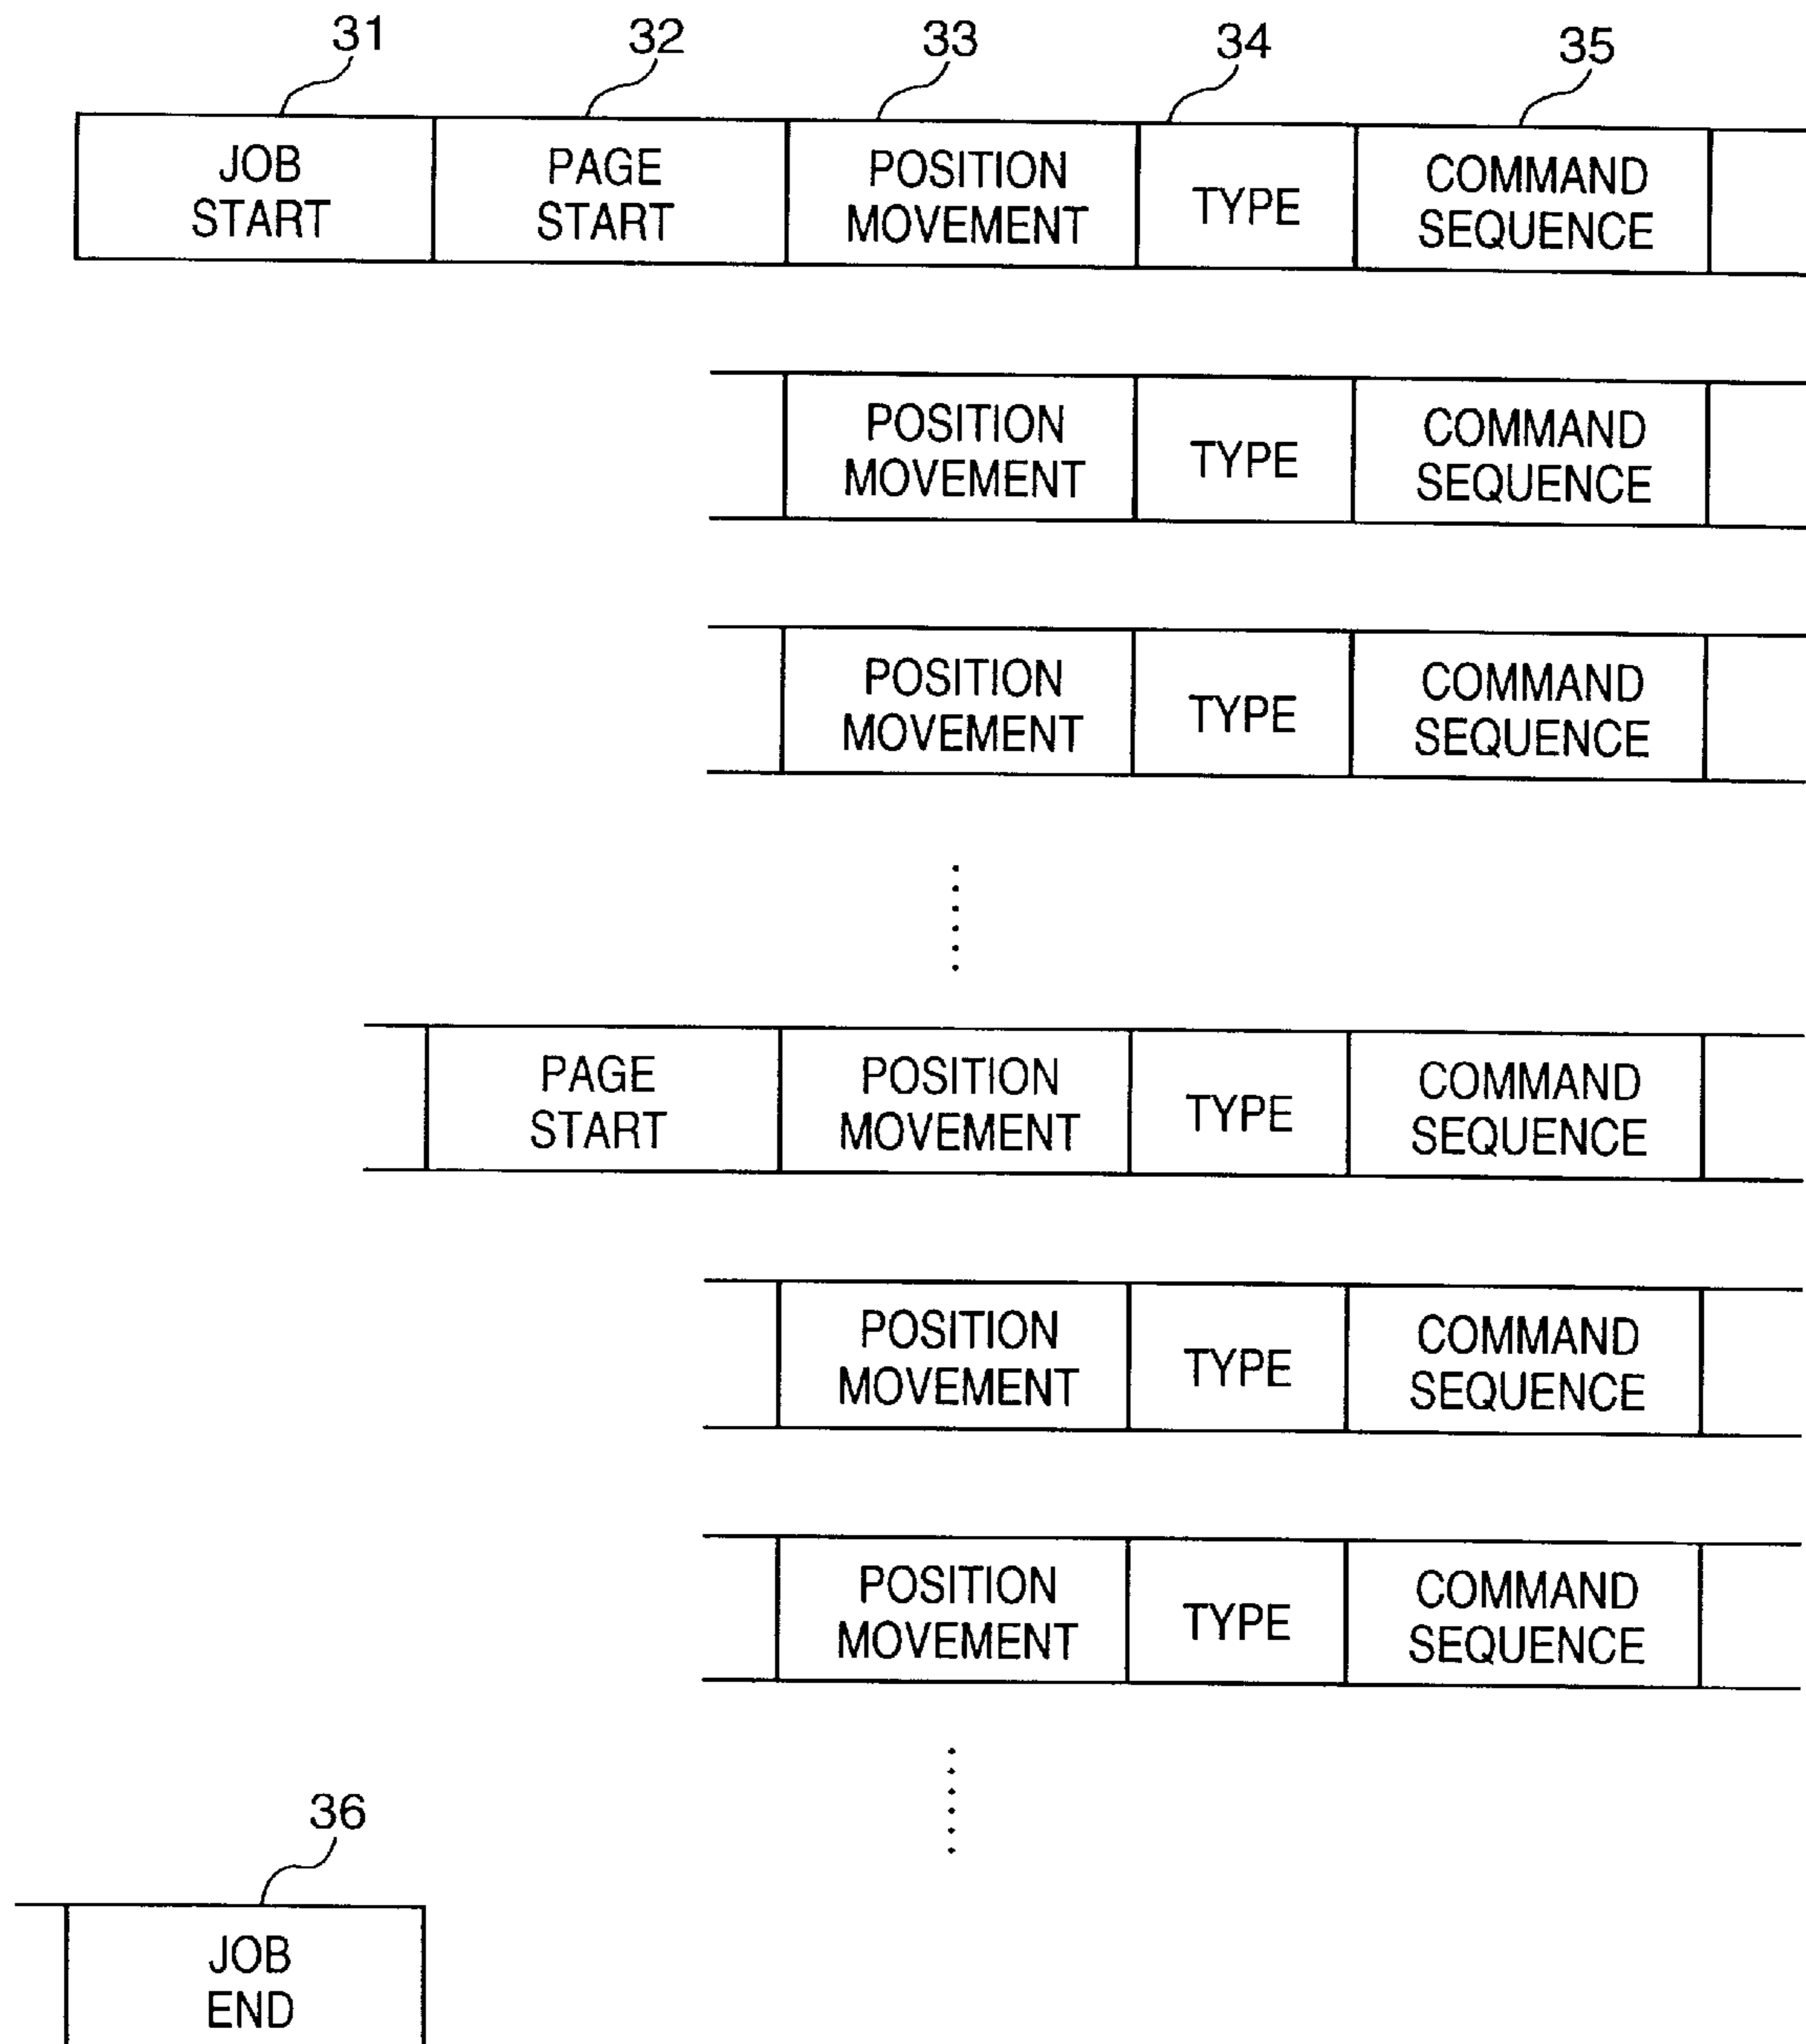 31 32 33 34 35
JOB START PAGE START POSITION MOVEMENT TYPE COMMAND SEQUENCE
POSITION MOVEMENT TYPE COMMAND SEQUENCE
POSITION MOVEMENT TYPE COMMAND SEQUENCE
PAGE START POSITION MOVEMENT TYPE COMMAND SEQUENCE
POSITION MOVEMENT TYPE COMMAND SEQUENCE
POSITION MOVEMENT TYPE COMMAND SEQUENCE
36
JOB END